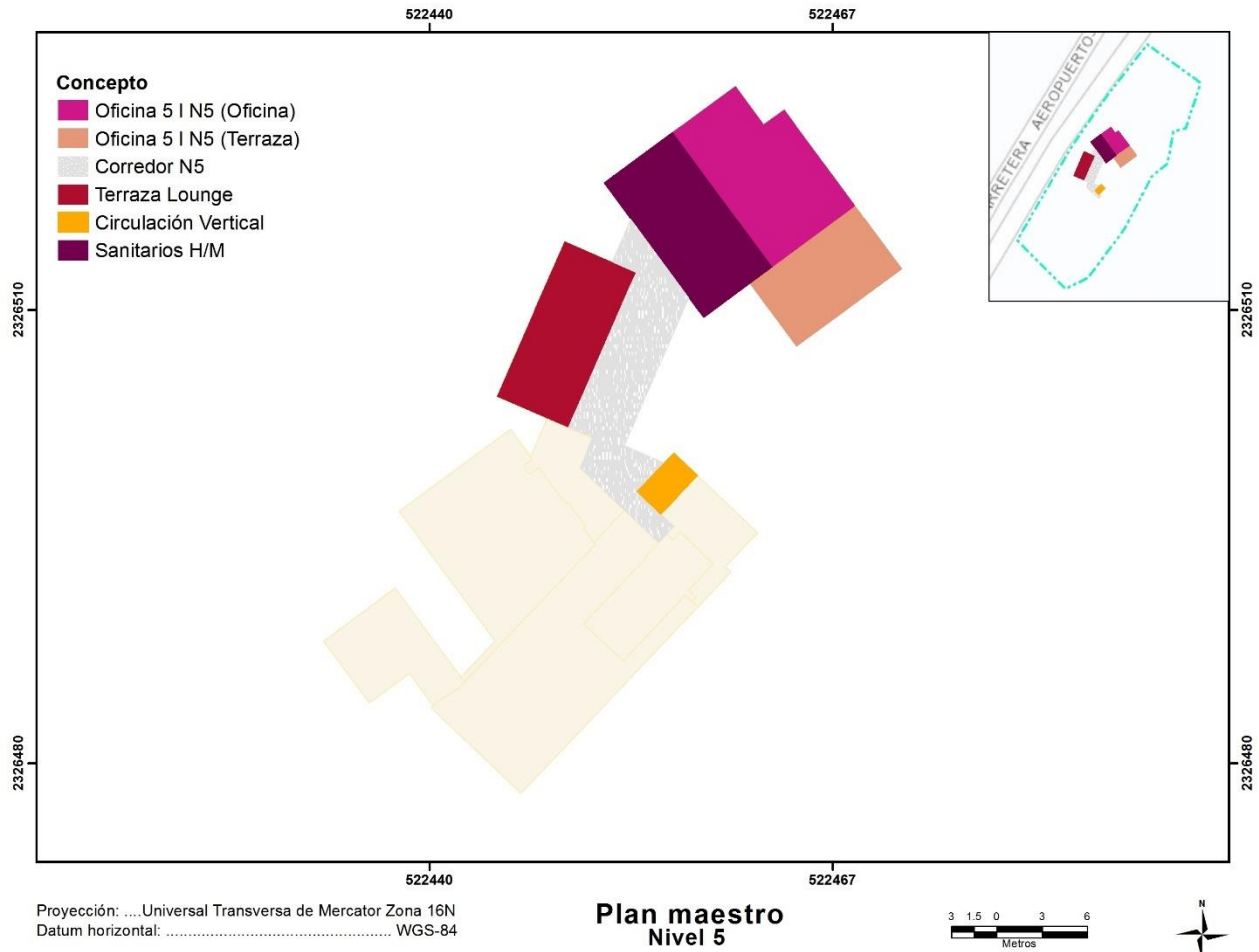 522440
522467
Concepto
Oficina 5 I N5 (Oficina)
Oficina 5 I N5 (Terraza)
Corredor N5
Terraza Lounge
Circulación Vertical
Sanitarios H/M
RRETERA AEROPUERTO-
2326510
2326510
2326480
2326480
522440
522467
Proyección: ....Universal Transversa de Mercator Zona 16N
Datum horizontal: .............................................. WGS-84
Plan maestro
Nivel 5
3 1.5 0 3 6
Metros
N